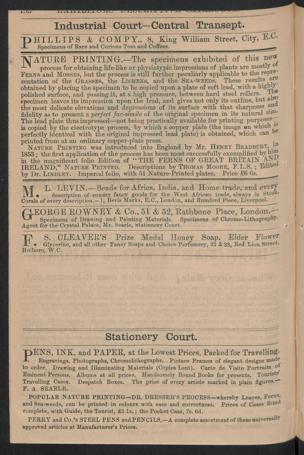 Industrial Court—Central Transept.
PHILLIPS & COMPY., 8, King William Street, City, E.C.
Specimens of Rare and Curious Teas and Coffees.
NATURE PRINTING.—The specimens exhibited of this new
process for obtaining life-like or physiotypic impressions of plants are mostly of
FERNS and MOSSES, but the process is still further peculiarly applicable to the repre-
sentation of the GRASSES, the LICHENS, and the SEA-WEEDS. These results are
obtained by placing the specimen to be copied upon a plate of soft lead, with a highly-
polished surface, and passing it, at a high pressure, between hard steel rollers. The
specimen leaves its impression upon the lead, and gives not only its outline, but also
the most delicate elevations and depressions of its surface with that sharpness and
fidelity as to present a perfect fac-simile of the original specimen in its natural size.
The lead plate thus impressed—not being practically available for printing purposes—
is copied by the electrotype process, by which a copper plate (the image on which is
perfectly identical with the original impressed lead plate) is obtained, which can be
printed from at an ordinary copper-plate press.
NATURE PRINTING was introduced into England by Mr. HENRY BRADBURY, in
1853; the first application of the process was most successfully exemplified by him
in the magnificent folio Edition of "THE FERNS OF GREAT BRITAIN AND
IRELAND," NATURE PRINTED. Descriptions by THOMAS MOORE, F.L.S.; Edited
by Dr. LINDLEY. Imperial folio, with 51 Nature-Printed plates. Price £6 6s.
M. L. LEVIN.—Beads for Africa, India, and Home trade, and every
description of sundry fancy goods for the West African trade, always in Stock.
Corals of every description.—1, Bevis Marks, E.C., London, and Bumford Place, Liverpool.
GEORGE ROWNEY & Co., 51 & 52, Rathbone Place, London.
Specimens of Drawing and Painting Materials. Specimens of Chromo-Lithography.
Agent for the Crystal Palace, Mr. Searle, stationery Court.
F. S. CLEAVER'S Prize Medal Honey Soap, Elder Flower
Glycerine, and all other Fancy Soaps and Choice Perfumery, 32 & 33, Red Lion Street,
Holborn, W.C.
Stationery Court.
PENS, INK, and PAPER, at the Lowest Prices, Packed for Travelling.
Engravings, Photographs, Chromolithographs. Picture Frames of elegant designs made
to order. Drawing and Illuminating Materials (Copies Lent). Carte de Visite Portraits of
Eminent Persons, Albums at all prices. Handsomely Bound Books for presents. Tourists'
Travelling Cases. Despatch Boxes. The price of every article marked in plain figures.—
F. A. SEARLE.
POPULAR NATURE PRINTING—DR. DRESSER'S PROCESS—whereby Leaves, Ferns,
and Sea-weeds, can be printed in colours with ease and correctness. Prices of Cases fitted
complete, with Guide, the Tourist, £1 1s.; the Pocket Case, 7s. 6d.
PERRY and Co.'s STEEL PENS and PENCILS.—A complete assortment of these universally
approved articles at Manufacturer's Prices.